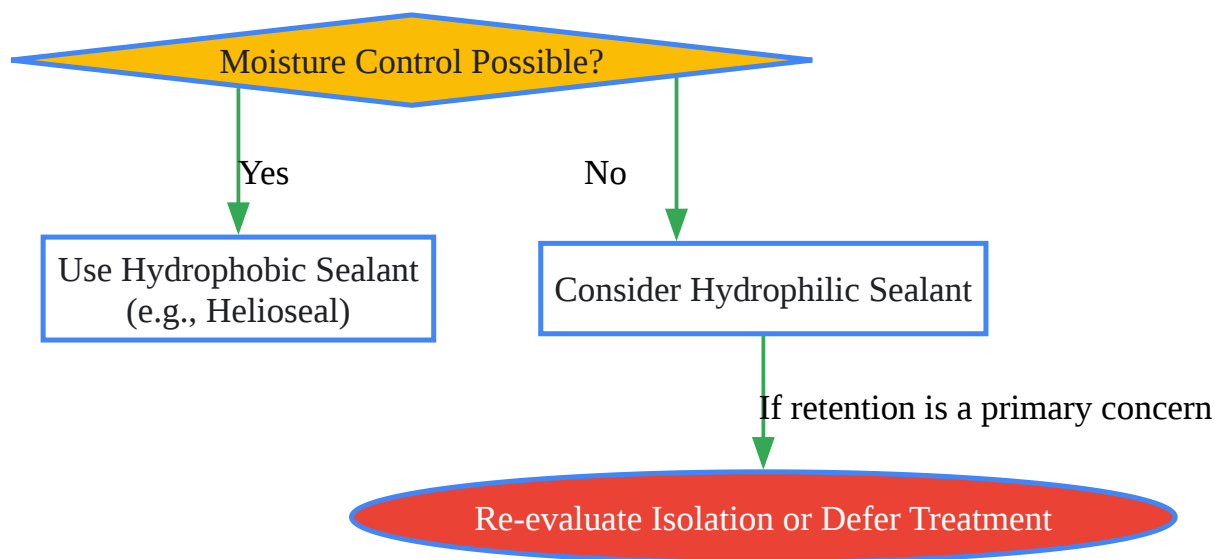 Moisture Control Possible?
Yes
No
Use Hydrophobic Sealant
(e.g., Helioseal)
Consider Hydrophilic Sealant
If retention is a primary concern
Re-evaluate Isolation or Defer Treatment